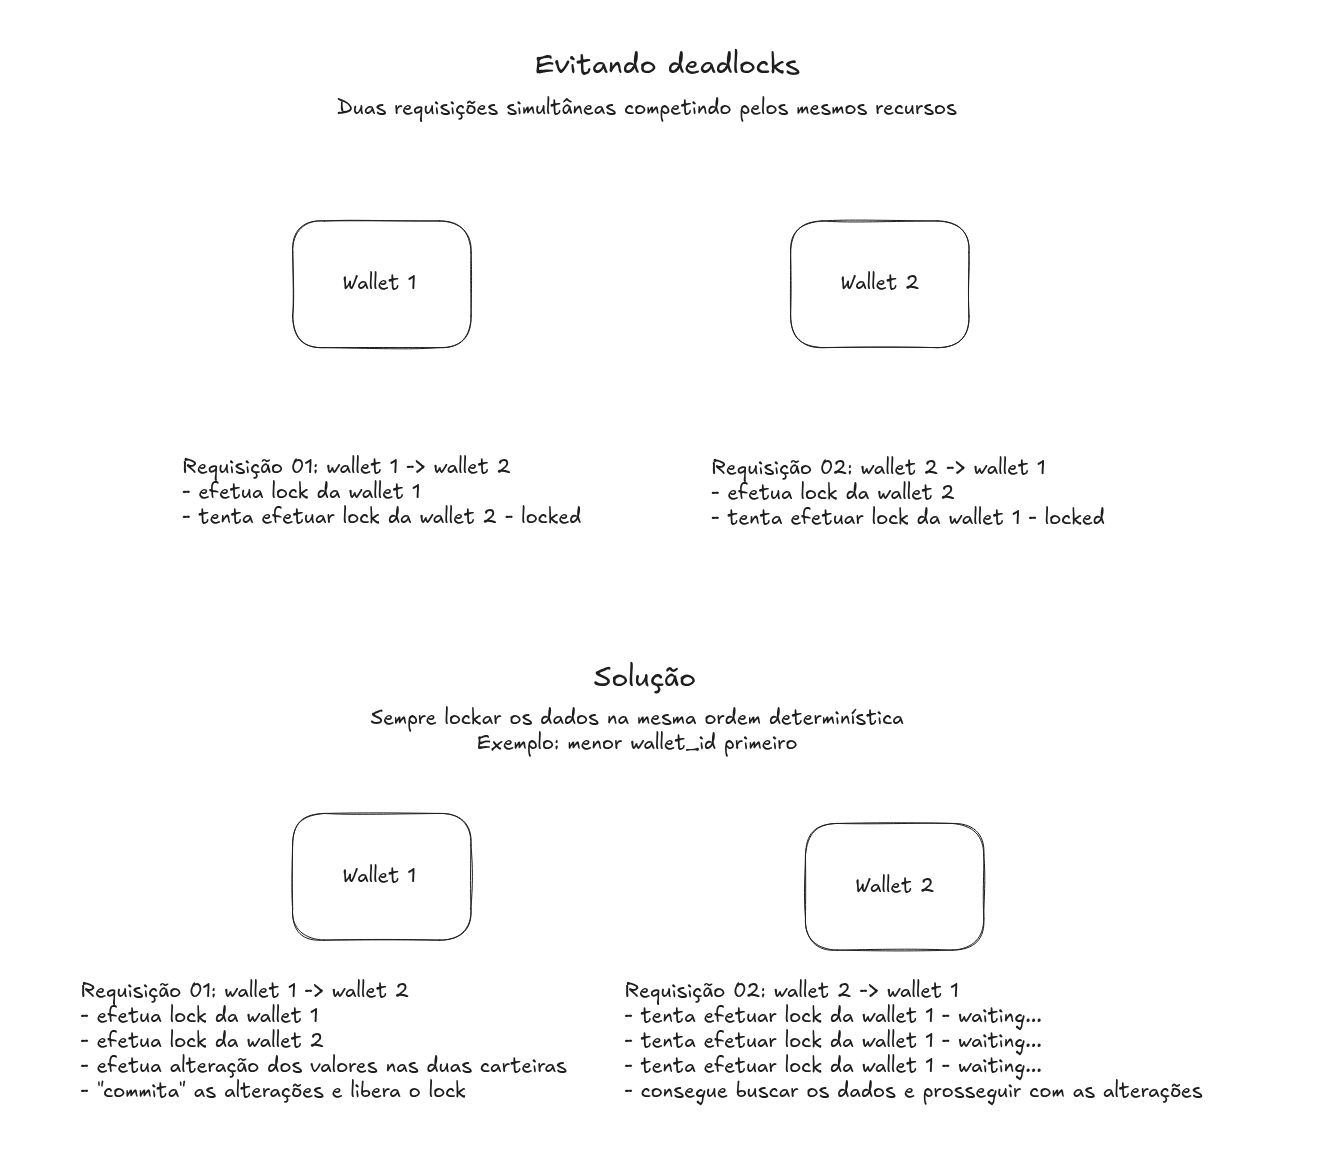 Evitando deadlocks
Duas requisições simultâneas competindo pelos mesmos recursos
Wallet 1
Wallet 2
Requisição 01: wallet 1 -> wallet 2
- efetua lock da wallet 1
- tenta efetuar lock da wallet 2 - locked
Requisição 02: wallet 2 -> wallet 1
- efetua lock da wallet 2
- tenta efetuar lock da wallet 1 - locked
Solução
Sempre lockar os dados na mesma ordem determinística
Exemplo: menor wallet_id primeiro
Wallet 1
Wallet 2
Requisição 01: wallet 1 -> wallet 2
- efetua lock da wallet 1
- efetua lock da wallet 2
- efetua alteração dos valores nas duas carteiras
- "commita" as alterações e libera o lock
Requisição 02: wallet 2 -> wallet 1
- tenta efetuar lock da wallet 1 - waiting...
- tenta efetuar lock da wallet 1 - waiting...
- tenta efetuar lock da wallet 1 - waiting...
- consegue buscar os dados e prosseguir com as alterações